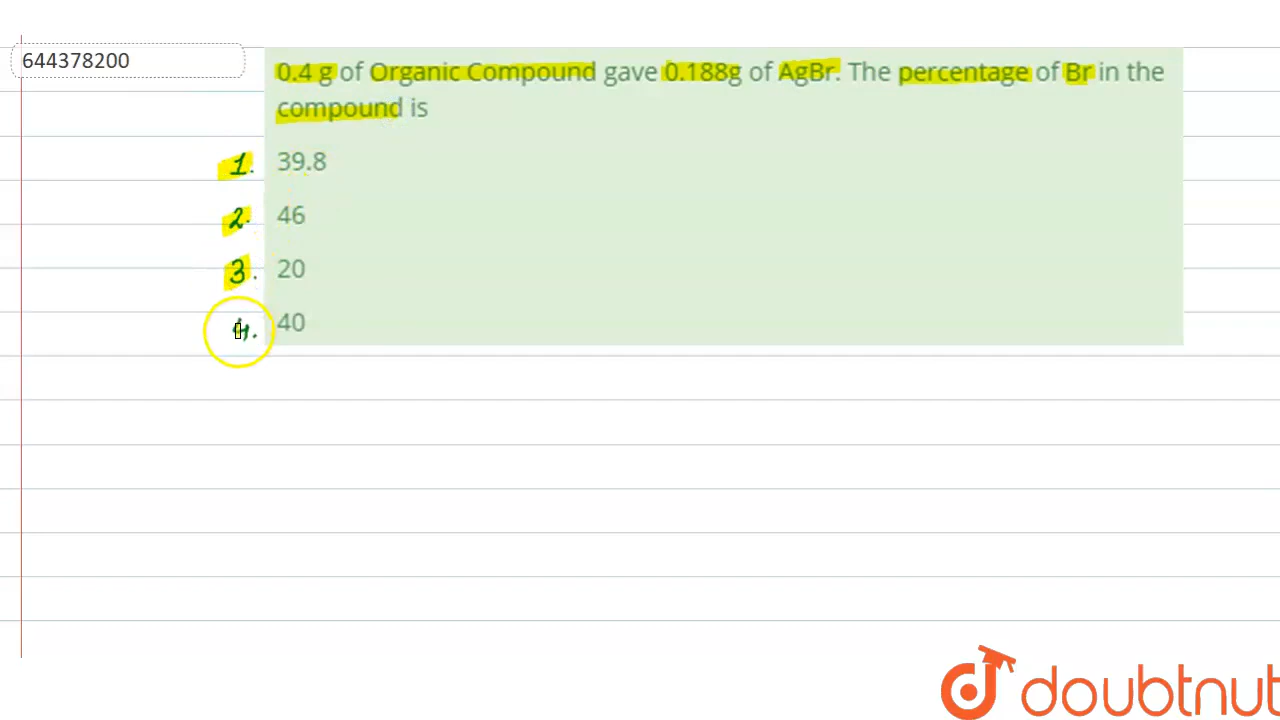 644378200
0.4 g of Organic Compound gave 0.188g of AgBr. The percentage of Br in the
compound is
1. 39.8
2. 46
3. 20
4. 40
doubtnut